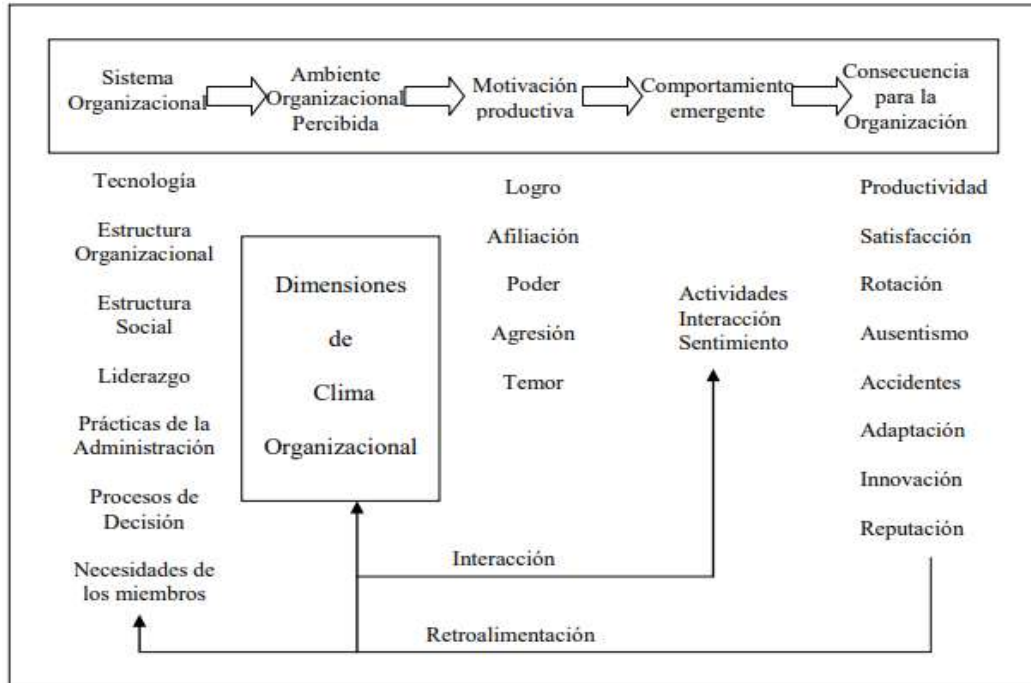 Sistema
Organizacional
Ambiente
Organizacional
Percibida
Motivación
productiva
Comportamiento
emergente
Consecuencia
para la
Organización
Tecnología
Estructura
Organizacional
Estructura
Social
Liderazgo
Prácticas de la
Administración
Procesos de
Decisión
Necesidades de
los miembros
Dimensiones
de
Clima
Organizacional
Logro
Afiliación
Poder
Agresión
Temor
Actividades
Interacción
Sentimiento
Productividad
Satisfacción
Rotación
Ausentismo
Accidentes
Adaptación
Innovación
Reputación
Interacción
Retroalimentación